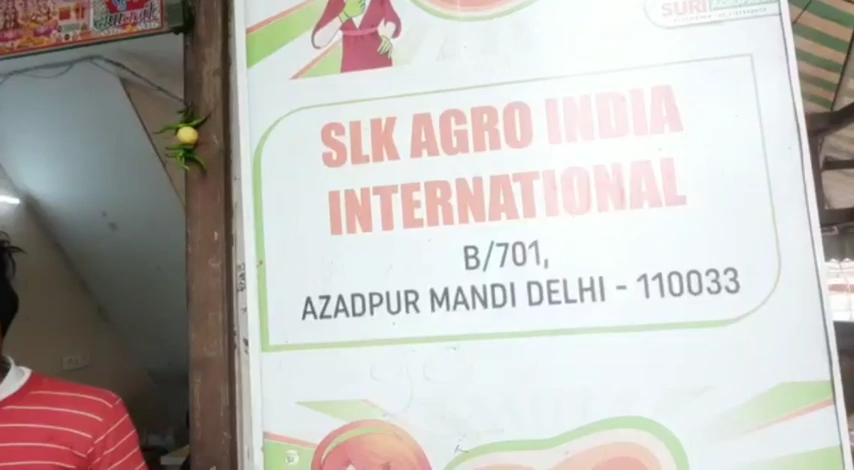 SURI
SLK AGRO INDIA
INTERNATIONAL
B/701,
AZADPUR MANDI DELHI - 110033